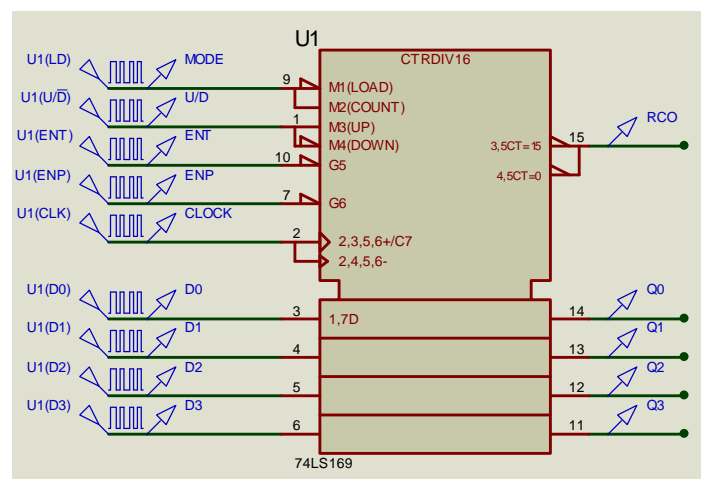 U1
CTRDIV16
U1(LD) MODE 9 M1(LOAD)
M2(COUNT)
U1(U/D̅) U/D 1 M3(UP)
M4(DOWN)
U1(ENT) ENT 10 G5
U1(ENP) ENP 7 G6
U1(CLK) CLOCK 2 2,3,5,6+/C7
2,4,5,6-
3,5CT=15 15 RCO
4,5CT=0
U1(D0) D0 3 1,7D 14 Q0
U1(D1) D1 4 13 Q1
U1(D2) D2 5 12 Q2
U1(D3) D3 6 11 Q3
74LS169